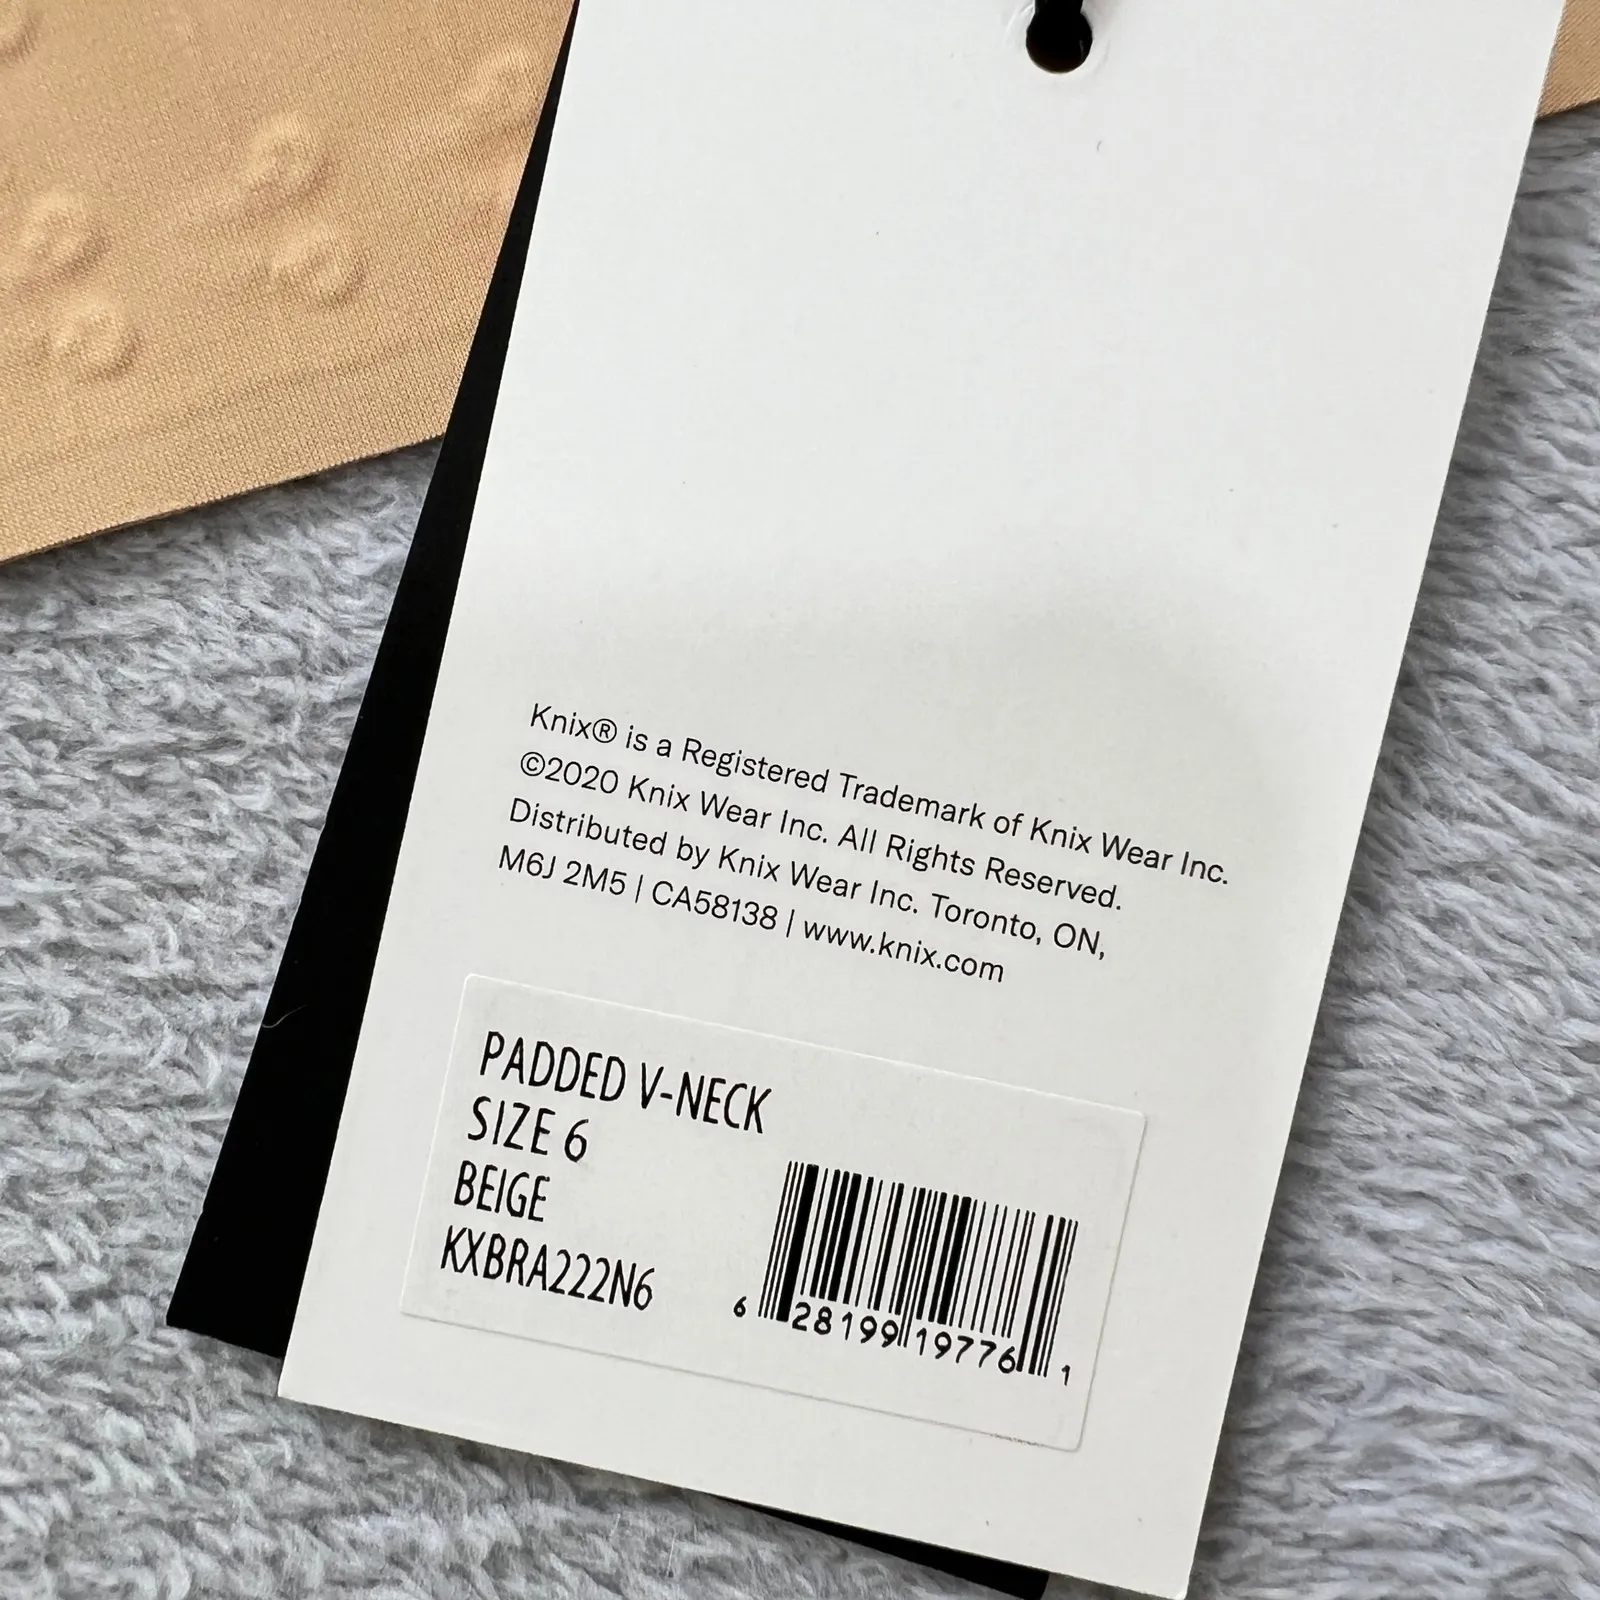 Knix® is a Registered Trademark of Knix Wear Inc.
©2020 Knix Wear Inc. All Rights Reserved.
Distributed by Knix Wear Inc. Toronto, ON,
M6J 2M5 | CA58138 | www.knix.com
PADDED V-NECK
SIZE 6
BEIGE
KXBRA222N6
6 28199 19776 1